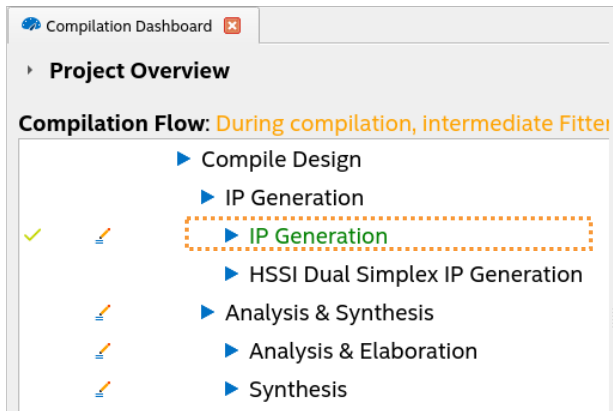 Compilation Dashboard
Project Overview
Compilation Flow: During compilation, intermediate Fitter
Compile Design
IP Generation
IP Generation
HSSI Dual Simplex IP Generation
Analysis & Synthesis
Analysis & Elaboration
Synthesis